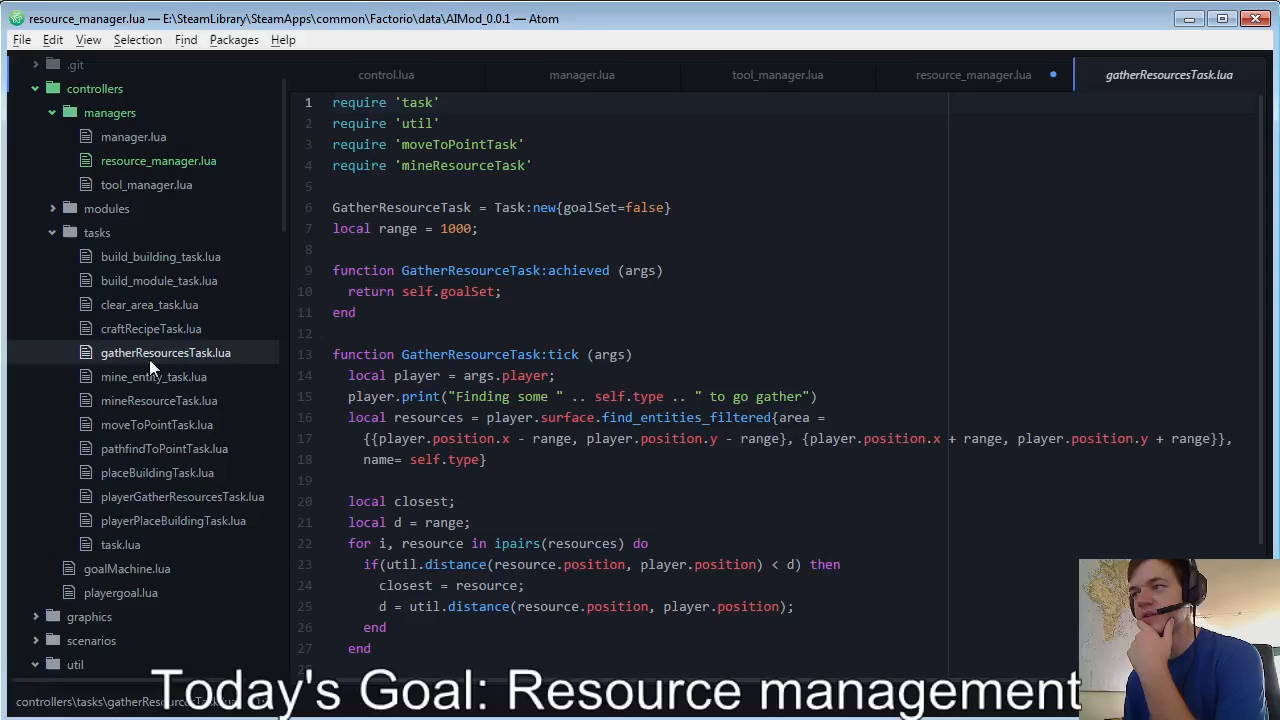 resource_manager.lua — E:\SteamLibrary\SteamApps\common\Factorio\data\AIMod_0.0.1 — Atom
File Edit View Selection Find Packages Help
.git
controllers
managers
manager.lua
resource_manager.lua
tool_manager.lua
modules
tasks
build_building_task.lua
build_module_task.lua
clear_area_task.lua
craftRecipeTask.lua
gatherResourcesTask.lua
mine_entity_task.lua
mineResourceTask.lua
moveToPointTask.lua
pathfindToPointTask.lua
placeBuildingTask.lua
playerGatherResourcesTask.lua
playerPlaceBuildingTask.lua
task.lua
goalMachine.lua
playergoal.lua
graphics
scenarios
util
control.lua manager.lua tool_manager.lua resource_manager.lua gatherResourcesTask.lua
1 require 'task'
2 require 'util'
3 require 'moveToPointTask'
4 require 'mineResourceTask'
5
6 GatherResourceTask = Task:new{goalSet=false}
7 local range = 1000;
8
9 function GatherResourceTask:achieved (args)
10 return self.goalSet;
11 end
12
13 function GatherResourceTask:tick (args)
14 local player = args.player;
15 player.print("Finding some " .. self.type .. " to go gather")
16 local resources = player.surface.find_entities_filtered{area =
17 {{player.position.x - range, player.position.y - range}, {player.position.x + range, player.position.y + range}},
18 name= self.type}
19
20 local closest;
21 local d = range;
22 for i, resource in ipairs(resources) do
23 if(util.distance(resource.position, player.position) < d) then
24 closest = resource;
25 d = util.distance(resource.position, player.position);
26 end
27 end
Today's Goal: Resource management
controllers\tasks\gatherResourcesTask.lua